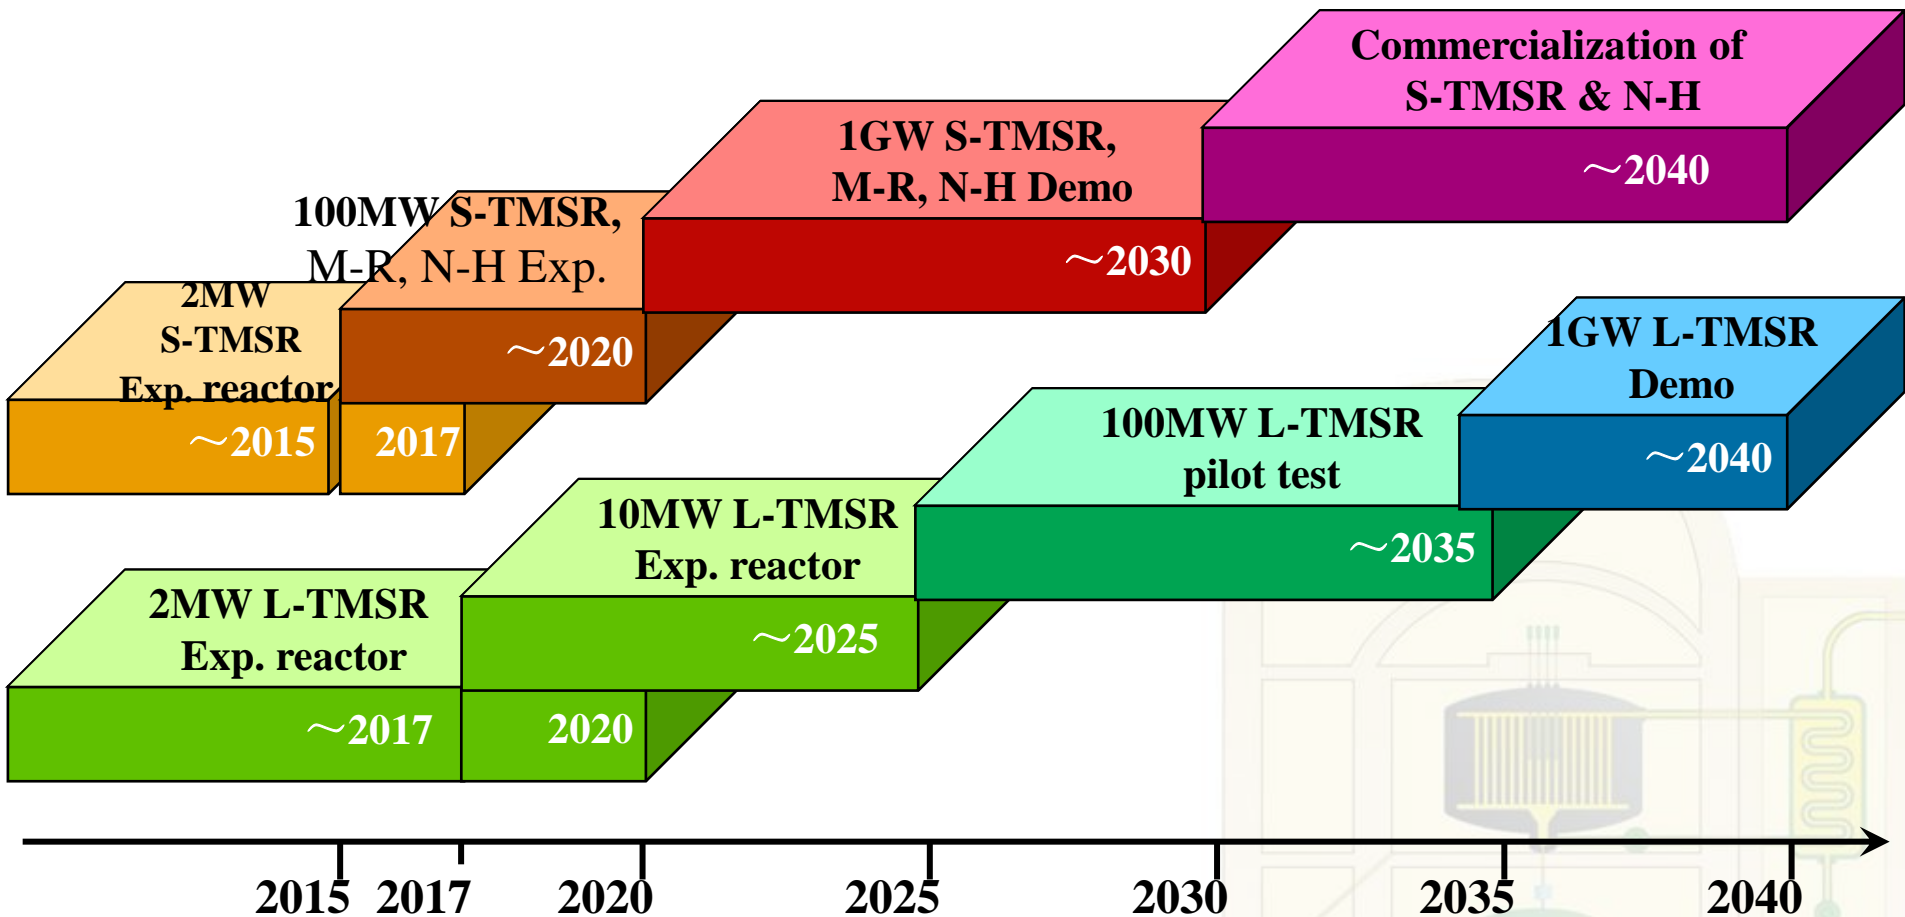 Commercialization of
S-TMSR & N-H
~2040
1GW S-TMSR,
M-R, N-H Demo
~2030
100MW S-TMSR,
M-R, N-H Exp.
~2020
2MW
S-TMSR
Exp. reactor
~2015
2017
1GW L-TMSR
Demo
~2040
100MW L-TMSR
pilot test
~2035
10MW L-TMSR
Exp. reactor
~2025
2MW L-TMSR
Exp. reactor
~2017
2020
2015 2017 2020 2025 2030 2035 2040